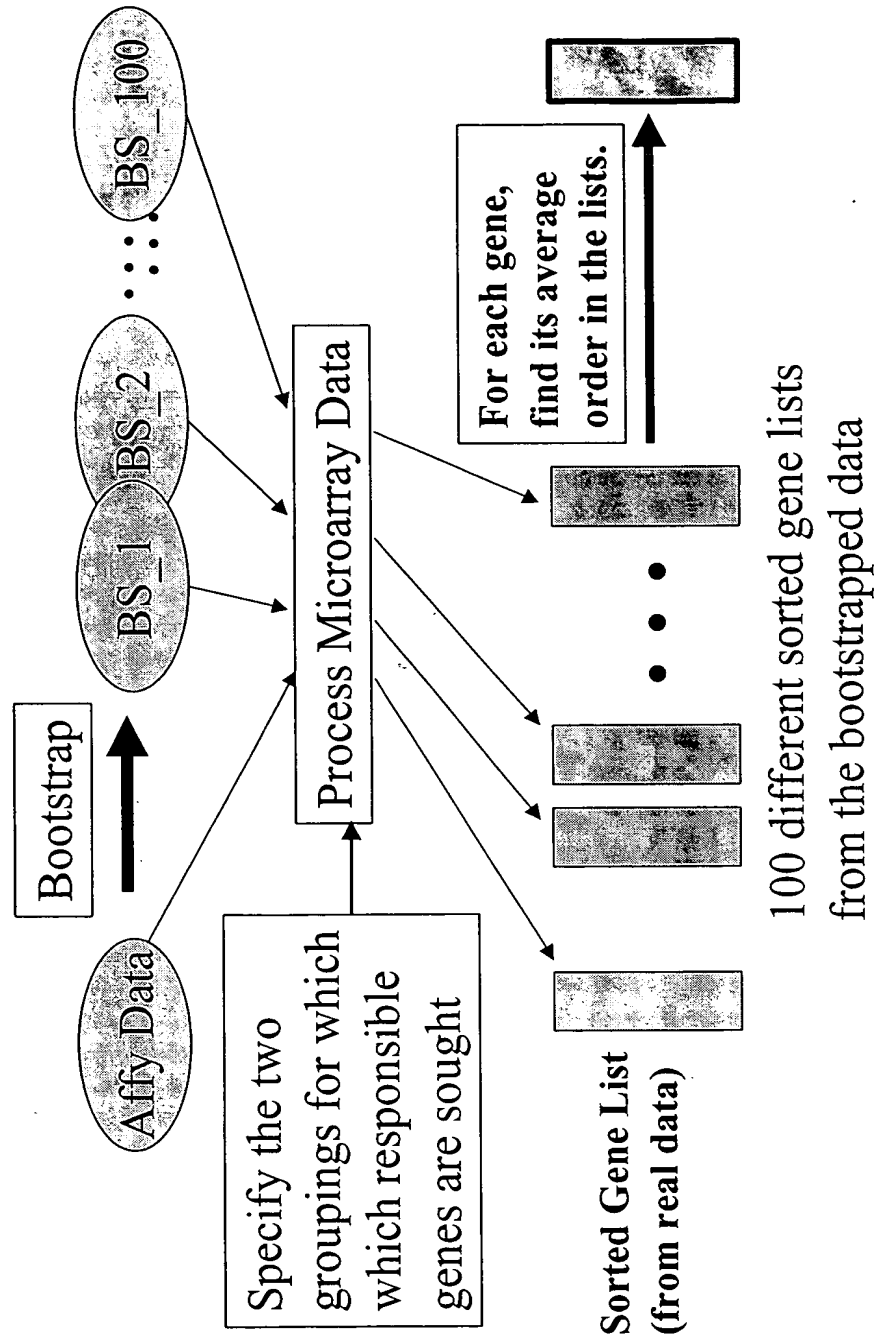 Affy Data
Bootstrap
BS_1
BS_2
BS_100
Specify the two
groupings for which
which responsible
genes are sought
Process Microarray Data
For each gene,
find its average
order in the lists.
Sorted Gene List
(from real data)
100 different sorted gene lists
from the bootstrapped data